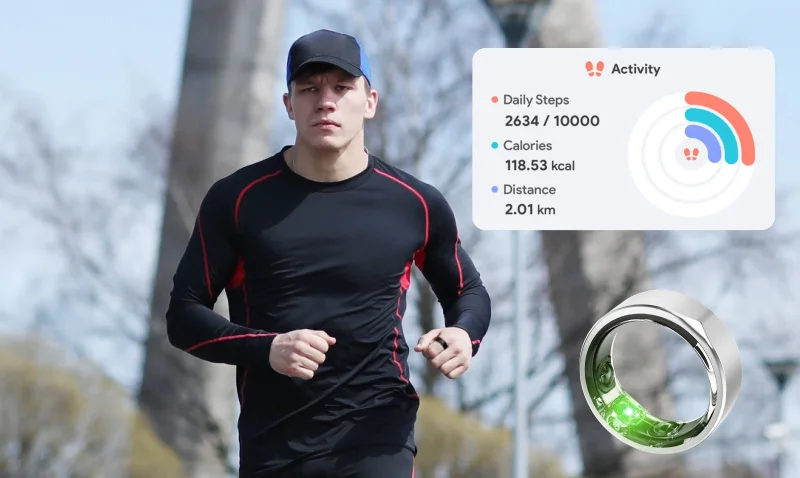 Activity
Daily Steps
2634 / 10000
Calories
118.53 kcal
Distance
2.01 km